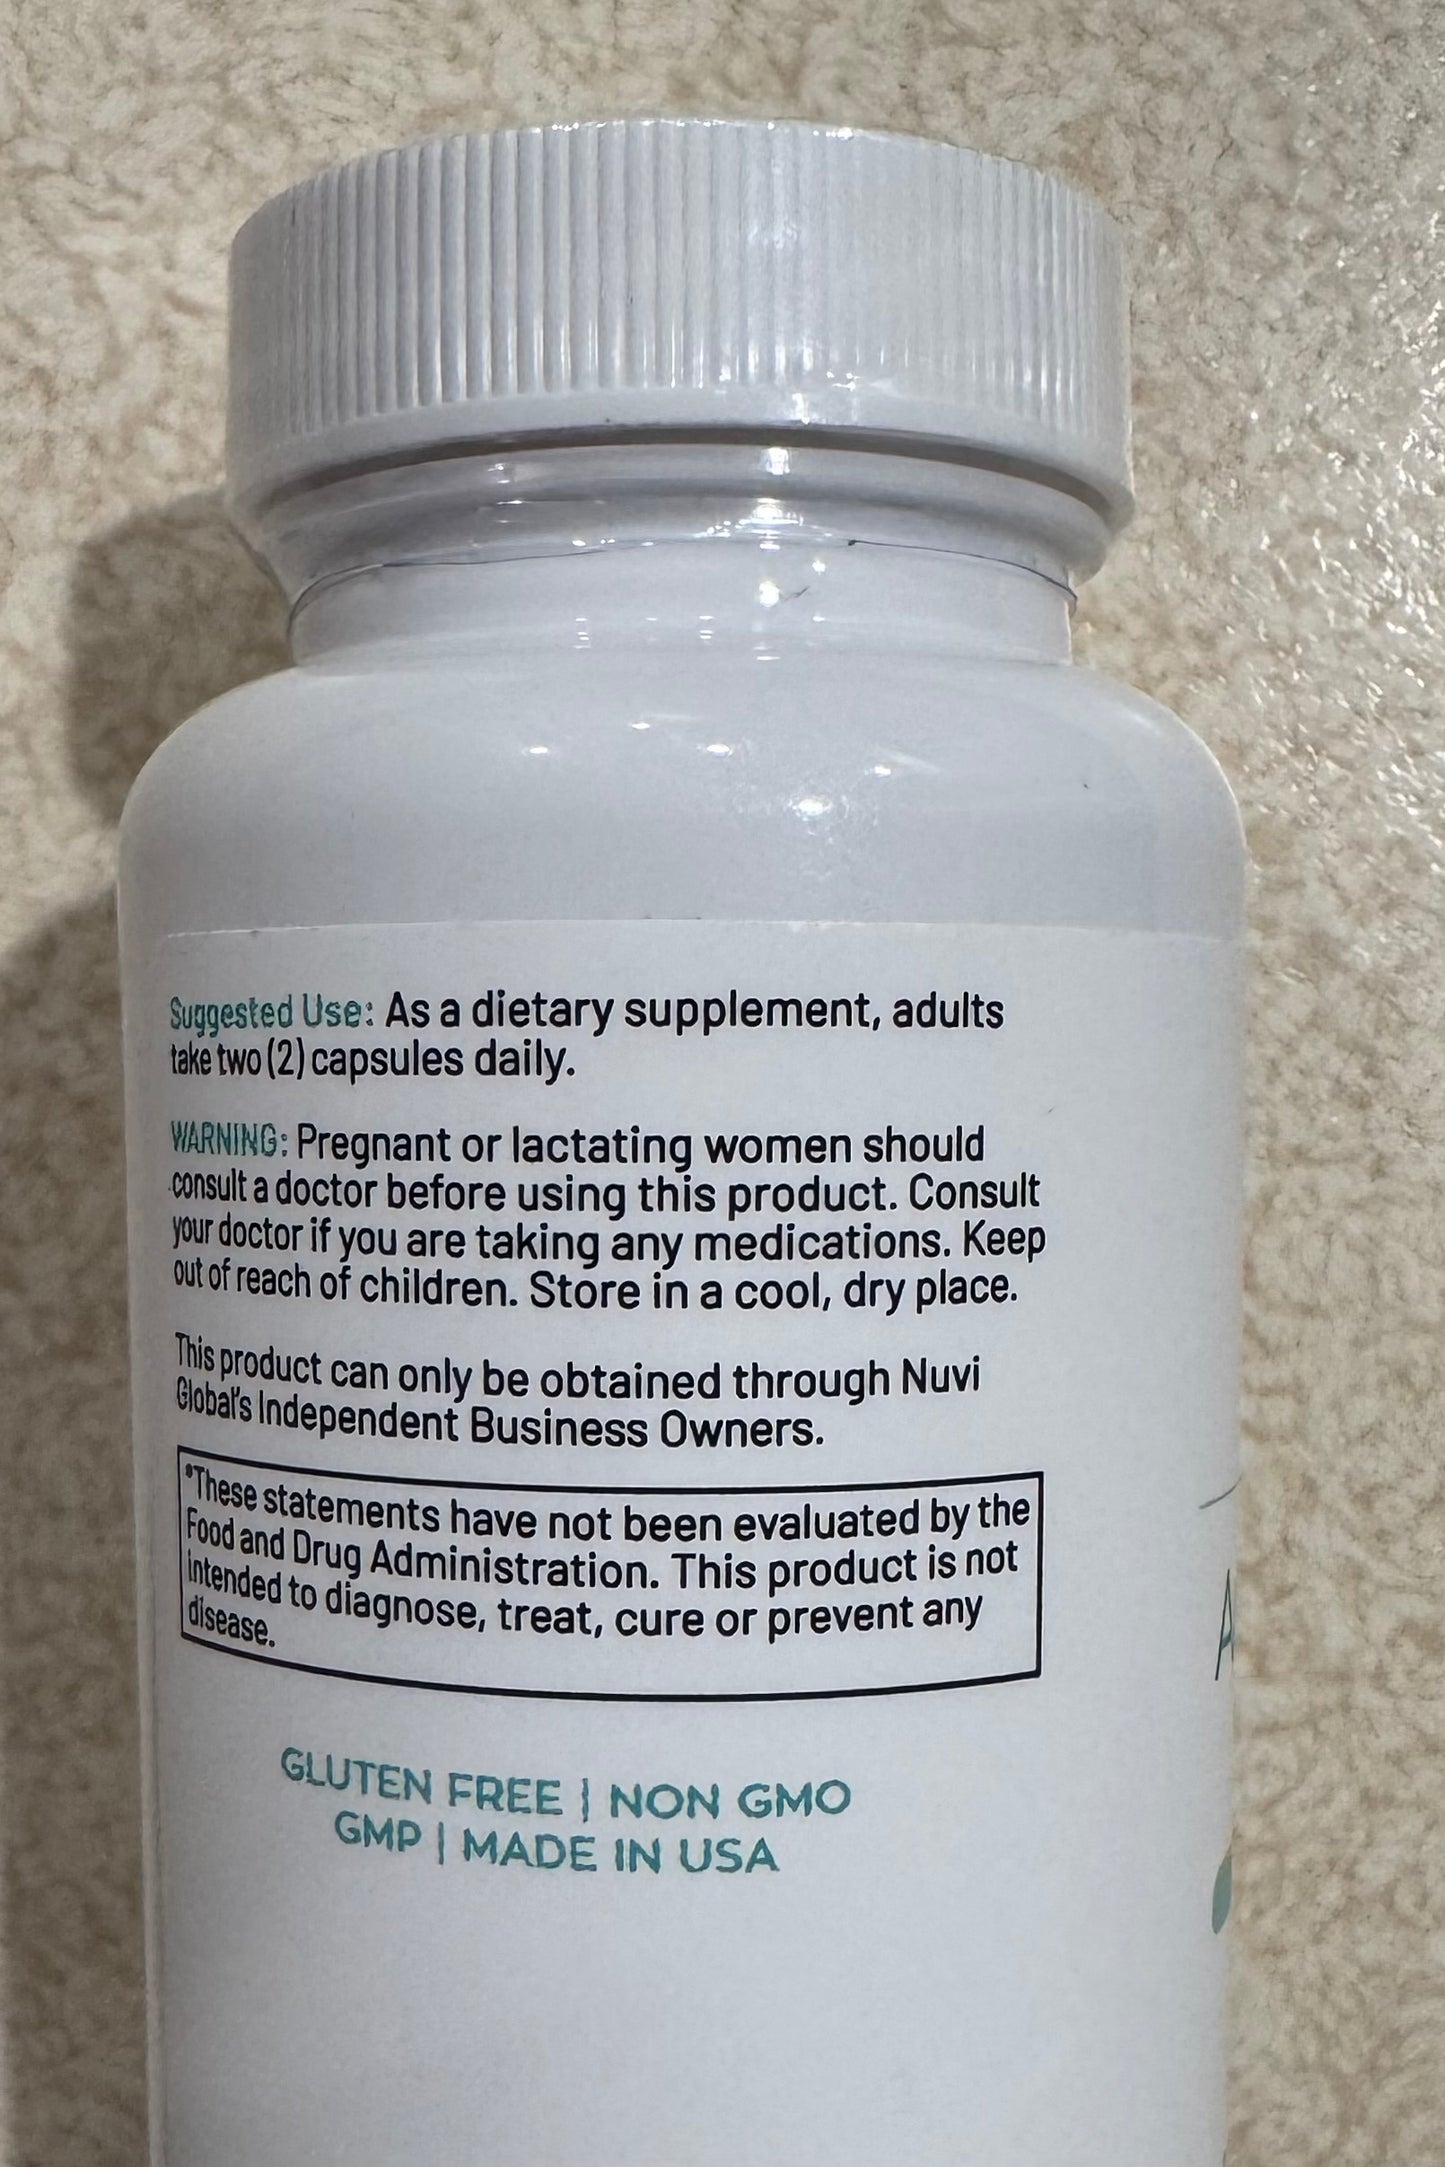 Suggested Use: As a dietary supplement, adults
take two (2) capsules daily.
WARNING: Pregnant or lactating women should
consult a doctor before using this product. Consult
your doctor if you are taking any medications. Keep
out of reach of children. Store in a cool, dry place.
This product can only be obtained through Nuvi
Global's Independent Business Owners.
*These statements have not been evaluated by the
Food and Drug Administration. This product is not
intended to diagnose, treat, cure or prevent any
disease.
GLUTEN FREE | NON GMO
GMP | MADE IN USA